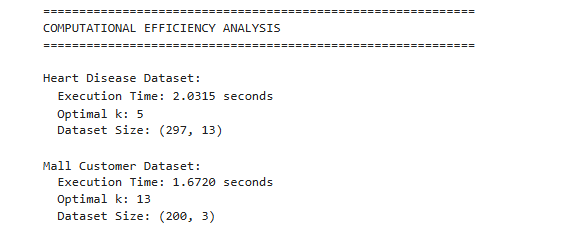 ============================================================
COMPUTATIONAL EFFICIENCY ANALYSIS
============================================================
Heart Disease Dataset:
  Execution Time: 2.0315 seconds
  Optimal k: 5
  Dataset Size: (297, 13)
Mall Customer Dataset:
  Execution Time: 1.6720 seconds
  Optimal k: 13
  Dataset Size: (200, 3)